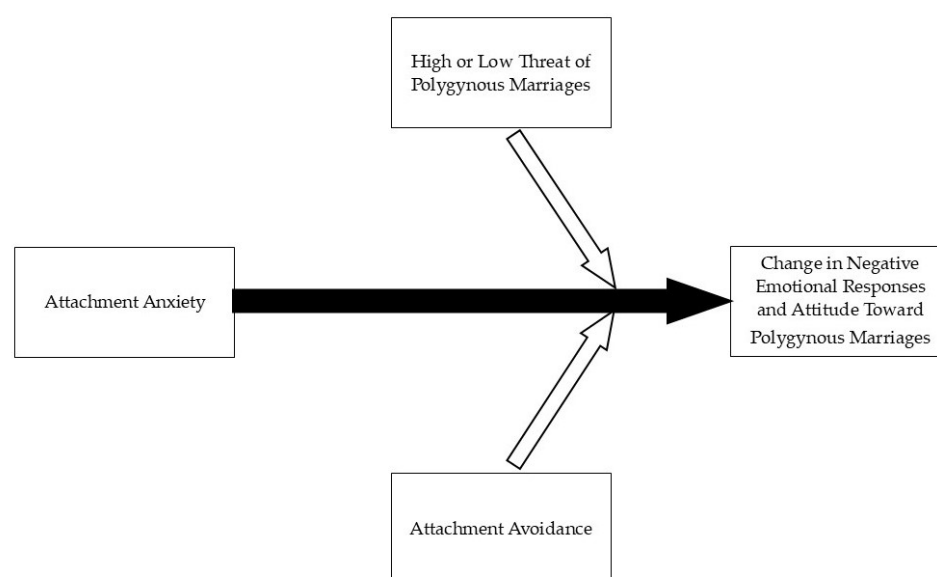 High or Low Threat of
Polygynous Marriages
Attachment Anxiety
Change in Negative
Emotional Responses
and Attitude Toward
Polygynous Marriages
Attachment Avoidance